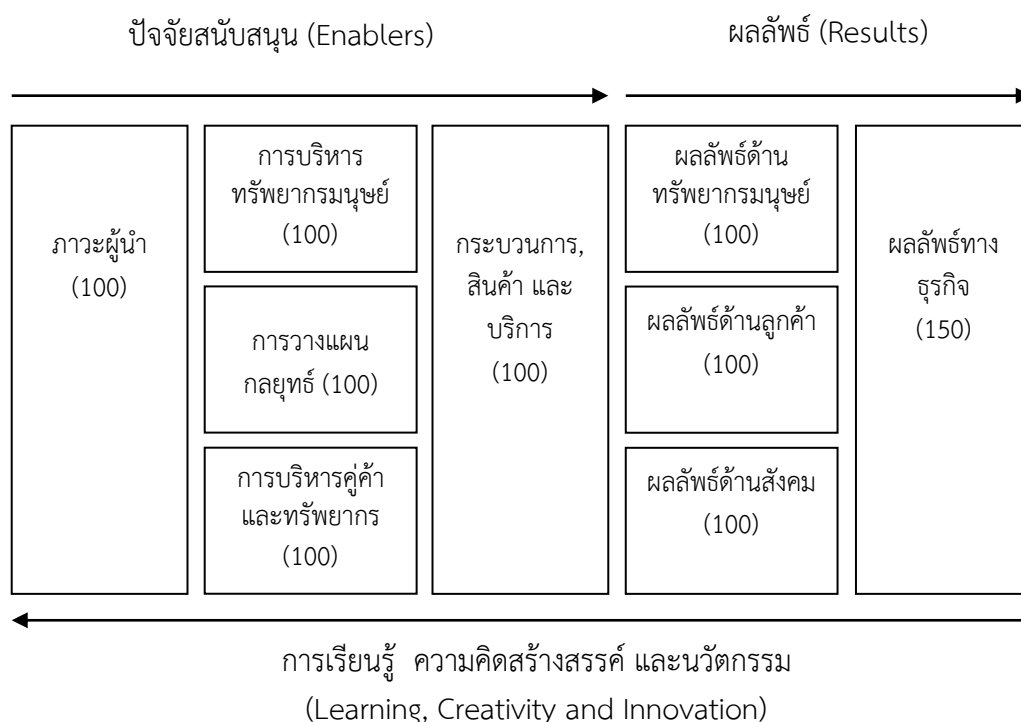 ปัจจัยสนับสนุน (Enablers)
ผลลัพธ์ (Results)
ภาวะผู้นำ
(100)
การบริหาร
ทรัพยากรมนุษย์
(100)
การวางแผน
กลยุทธ์ (100)
การบริหารคู่ค้า
และทรัพยากร
(100)
กระบวนการ,
สินค้า และ
บริการ
(100)
ผลลัพธ์ด้าน
ทรัพยากรมนุษย์
(100)
ผลลัพธ์ด้านลูกค้า
(100)
ผลลัพธ์ด้านสังคม
(100)
ผลลัพธ์ทาง
ธุรกิจ
(150)
การเรียนรู้ ความคิดสร้างสรรค์ และนวัตกรรม
(Learning, Creativity and Innovation)